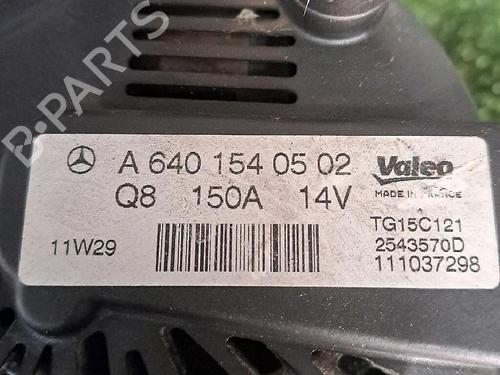 A 640 154 05 02
Q8 150A 14V
Valeo
MADE IN FRANCE
11W29
TG15C121
2543570D
111037298
B-PARTS